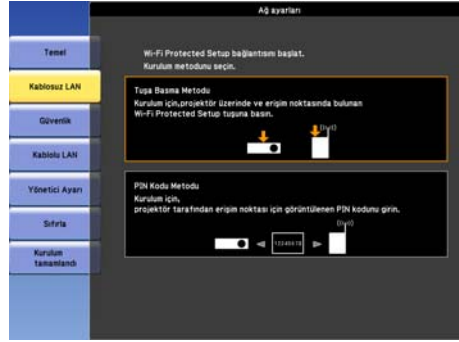 Ağ ayarları
Temel
Kablosuz LAN
Güvenlik
Kablolu LAN
Yönetici Ayarı
Sıfırla
Kurulum
tamamlandı
Wi-Fi Protected Setup bağlantısını başlat.
Kurulum metodunu seçin.
Tuşa Basma Metodu
Kurulum için,projektör üzerinde ve erişim noktasında bulunan
Wi-Fi Protected Setup tuşuna basın.
PIN Kodu Metodu
Kurulum için,
projektör tarafından erişim noktası için görüntülenen PIN kodunu girin.
12345678